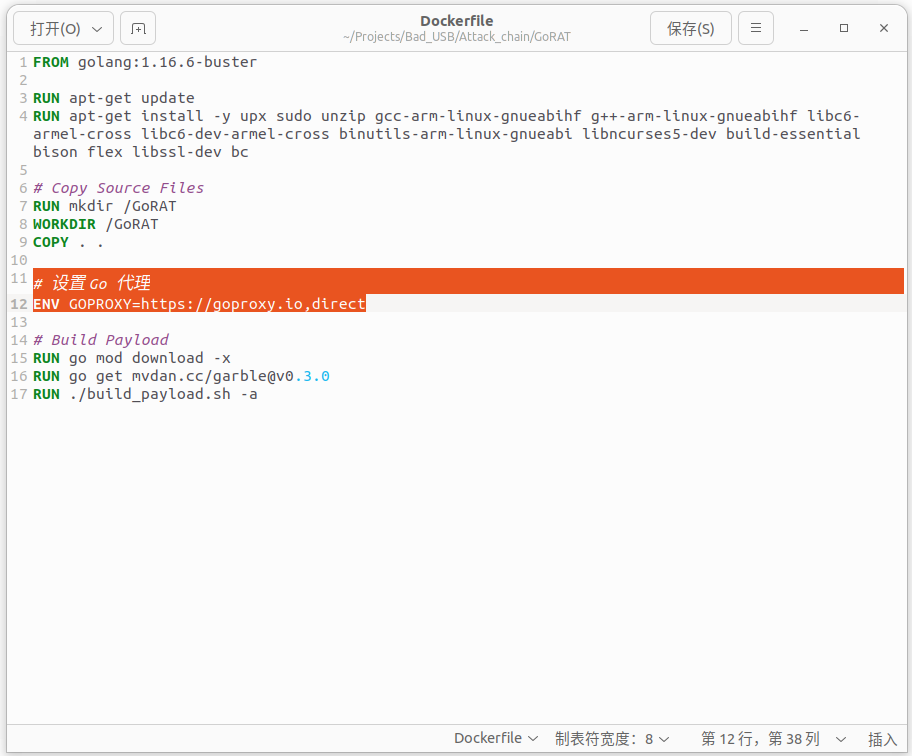 打开(O)
Dockerfile
~/Projects/Bad_USB/Attack_chain/GoRAT
保存(S)
1 FROM golang:1.16.6-buster
2
3 RUN apt-get update
4 RUN apt-get install -y upx sudo unzip gcc-arm-linux-gnueabihf g++-arm-linux-gnueabihf libc6-
armel-cross libc6-dev-armel-cross binutils-arm-linux-gnueabi libncurses5-dev build-essential
bison flex libssl-dev bc
5
6 # Copy Source Files
7 RUN mkdir /GoRAT
8 WORKDIR /GoRAT
9 COPY . .
10
11 # 设置 Go 代理
12 ENV GOPROXY=https://goproxy.io,direct
13
14 # Build Payload
15 RUN go mod download -x
16 RUN go get mvdan.cc/garble@v0.3.0
17 RUN ./build_payload.sh -a
Dockerfile 制表符宽度：8 第 12 行，第 38 列 插入